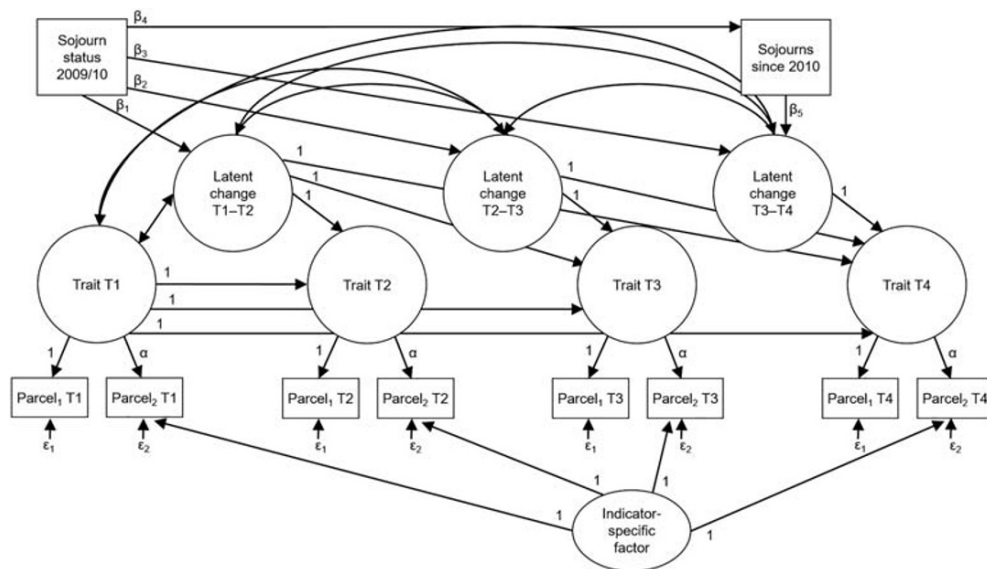 β₄
Sojourn
status
2009/10
β₃
β₂
β₁
Sojourns
since 2010
β₅
Latent
change
T1–T2
1
1
1
Latent
change
T2–T3
1
1
Latent
change
T3–T4
1
Trait T1
1
1
1
Trait T2
Trait T3
Trait T4
1
α
1
α
1
α
1
α
Parcel₁ T1
Parcel₂ T1
Parcel₁ T2
Parcel₂ T2
Parcel₁ T3
Parcel₂ T3
Parcel₁ T4
Parcel₂ T4
ε₁
ε₂
ε₁
ε₂
ε₁
ε₂
ε₁
ε₂
1
1
1
1
Indicator-
specific
factor